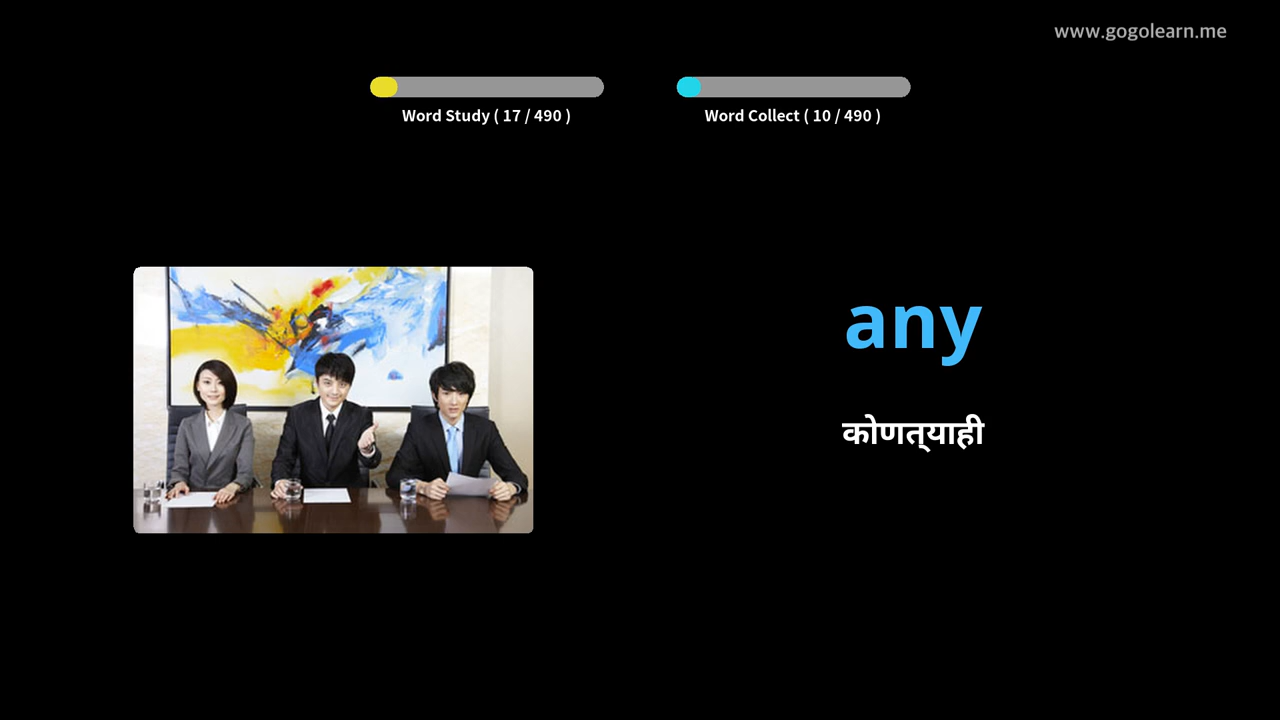 www.gogolearn.me
Word Study ( 17 / 490 )
Word Collect ( 10 / 490 )
any
कोणत्‌याही